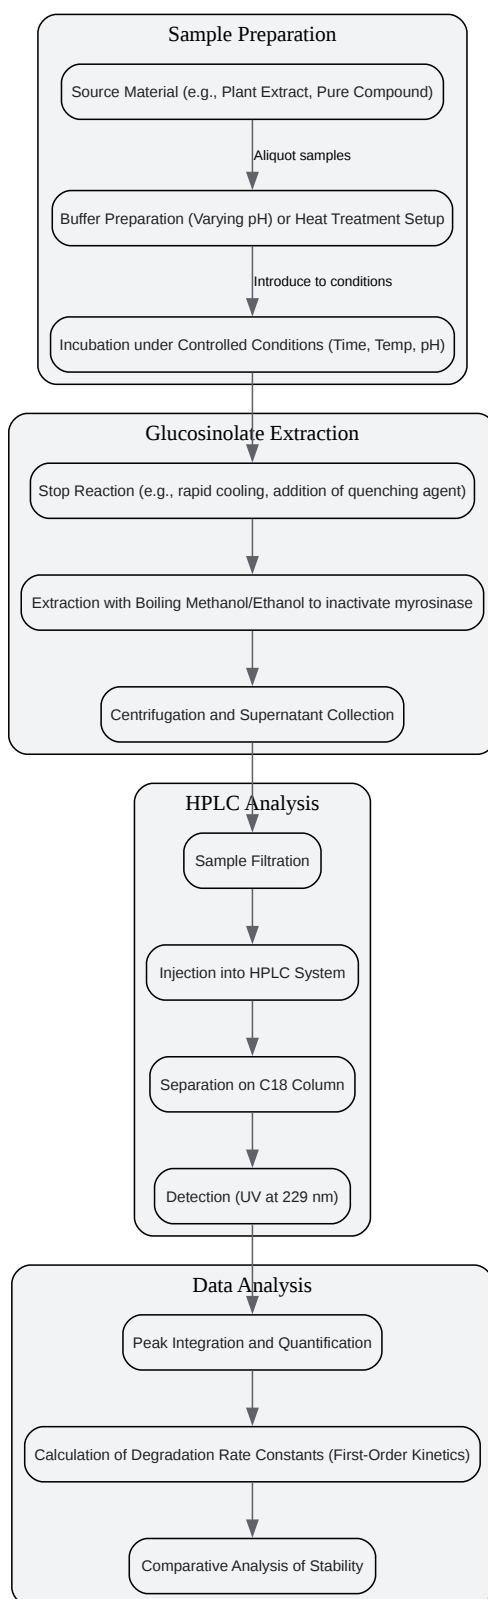 Sample Preparation
Source Material (e.g., Plant Extract, Pure Compound)
Aliquot samples
Buffer Preparation (Varying pH) or Heat Treatment Setup
Introduce to conditions
Incubation under Controlled Conditions (Time, Temp, pH)
Glucosinolate Extraction
Stop Reaction (e.g., rapid cooling, addition of quenching agent)
Extraction with Boiling Methanol/Ethanol to inactivate myrosinase
Centrifugation and Supernatant Collection
HPLC Analysis
Sample Filtration
Injection into HPLC System
Separation on C18 Column
Detection (UV at 229 nm)
Data Analysis
Peak Integration and Quantification
Calculation of Degradation Rate Constants (First-Order Kinetics)
Comparative Analysis of Stability